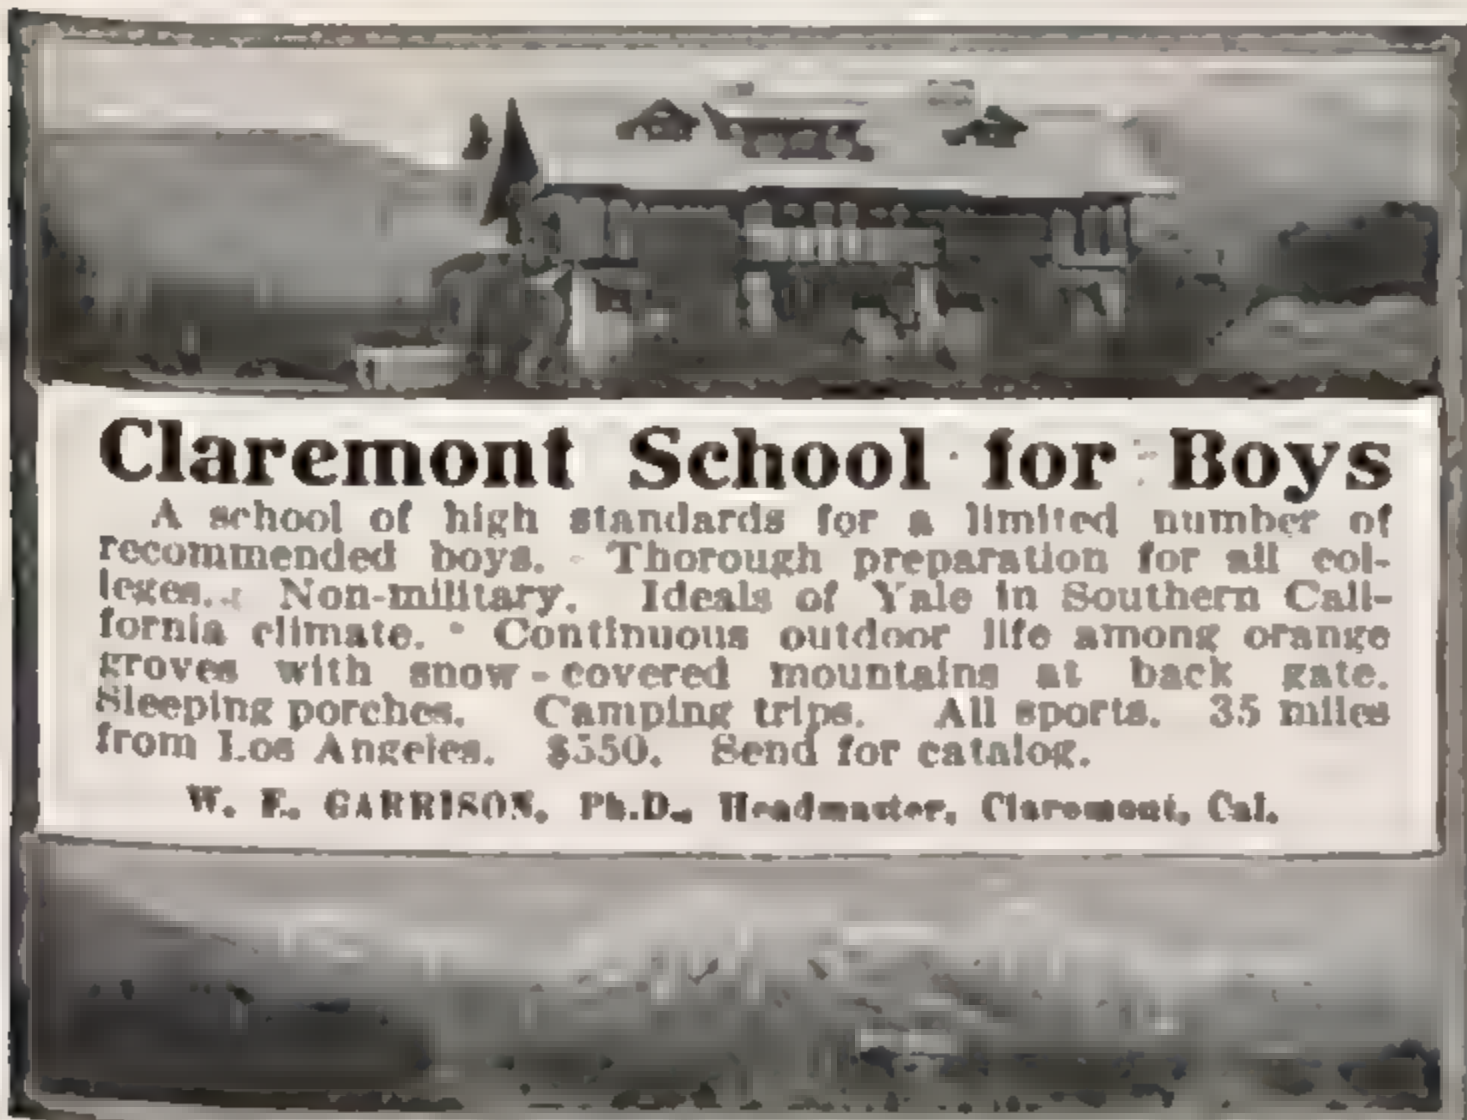 Claremont School for Boys
A school of high standards for a limited number of
recommended boys. Thorough preparation for all col-
leges. Non-military. Ideals of Yale in Southern Cali-
fornia climate. Continuous outdoor life among orange
groves with snow-covered mountains at back gate.
Sleeping porches. Camping trips. All sports. 35 miles
from Los Angeles. $550. Send for catalog.
W. E. GARRISON, Ph.D., Headmaster, Claremont, Cal.